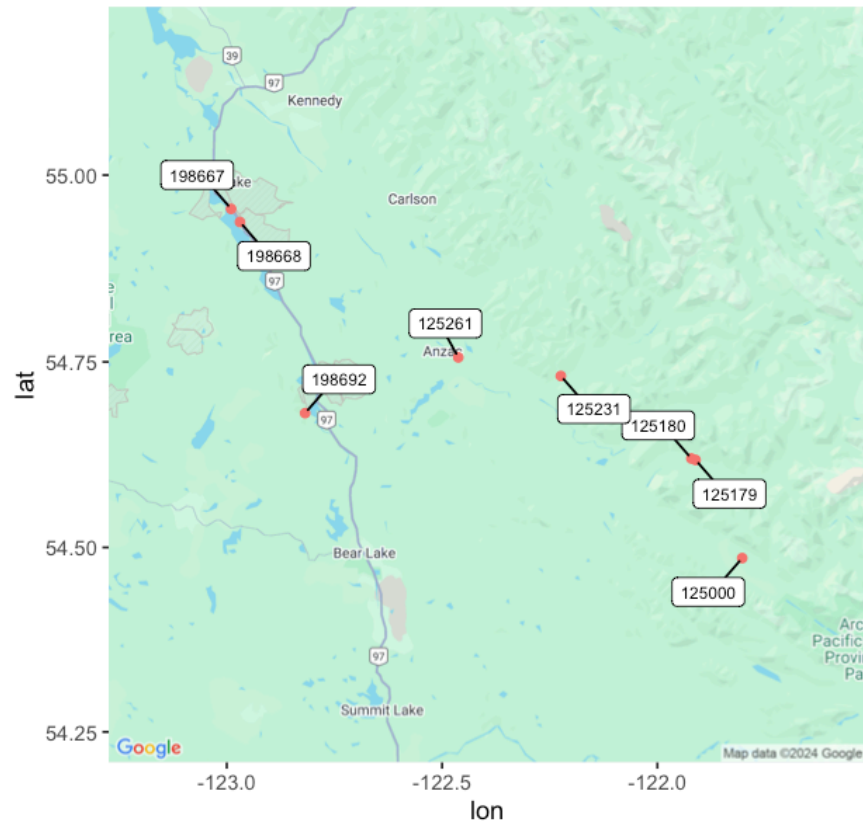 39
97
Kennedy
55.00
198667
ake
Carlson
198668
97
125261
54.75
Anzac
rea
198692
125231
97
125180
lat
125179
54.50
Bear Lake
125000
Arc
Pacific
Provi
Pa
97
Summit Lake
54.25
Google
Map data ©2024 Google
-123.0
-122.5
-122.0
lon